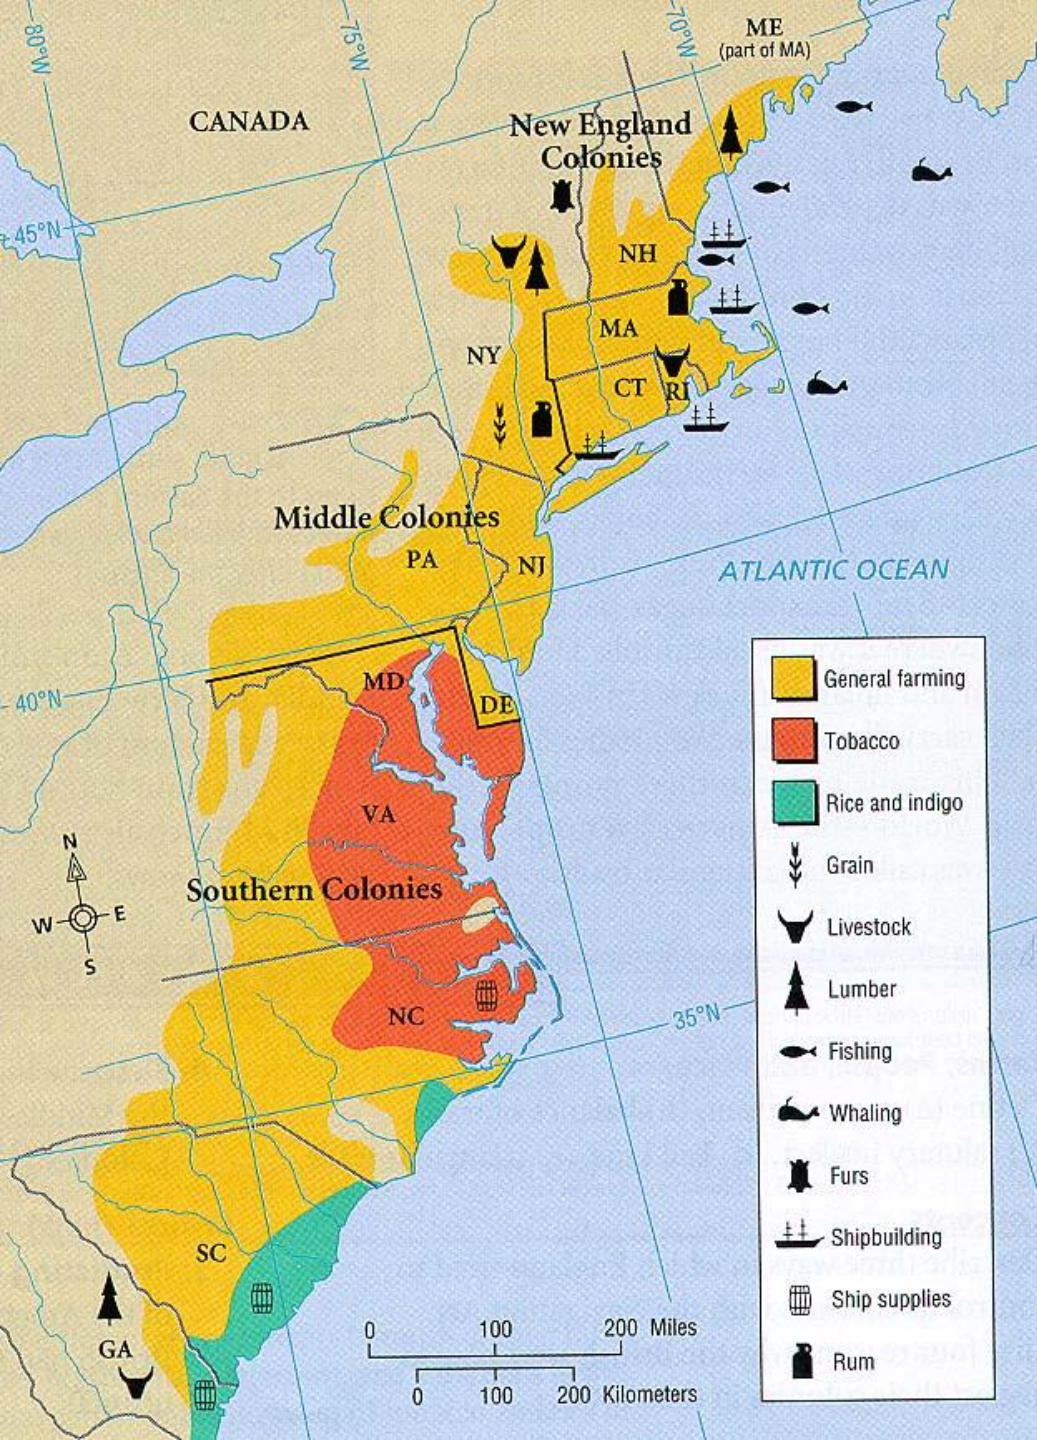 80°W
75°W
70°W
ME
(part of MA)
CANADA
New England
Colonies
45°N
NH
MA
NY
CT
RI
Middle Colonies
PA
NJ
ATLANTIC OCEAN
40°N
MD
DE
VA
N
W
E
S
Southern Colonies
NC
35°N
SC
GA
0 100 200 Miles
0 100 200 Kilometers
General farming
Tobacco
Rice and indigo
Grain
Livestock
Lumber
Fishing
Whaling
Furs
Shipbuilding
Ship supplies
Rum